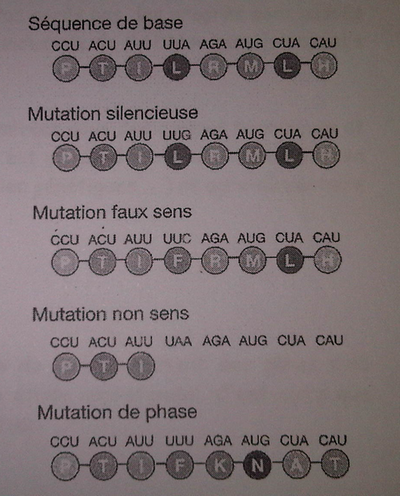 Séquence de base
CCU ACU AUU UUA AGA AUG CUA CAU
P T I L R M L H
Mutation silencieuse
CCU ACU AUU UUG AGA AUG CUA CAU
P T I L R M L H
Mutation faux sens
CCU ACU AUU UUC AGA AUG CUA CAU
P T I F R M L H
Mutation non sens
CCU ACU AUU UAA AGA AUG CUA CAU
P T I
Mutation de phase
CCU ACU AUU UUU AGA AUG CUA CAU
P T I F K N A T